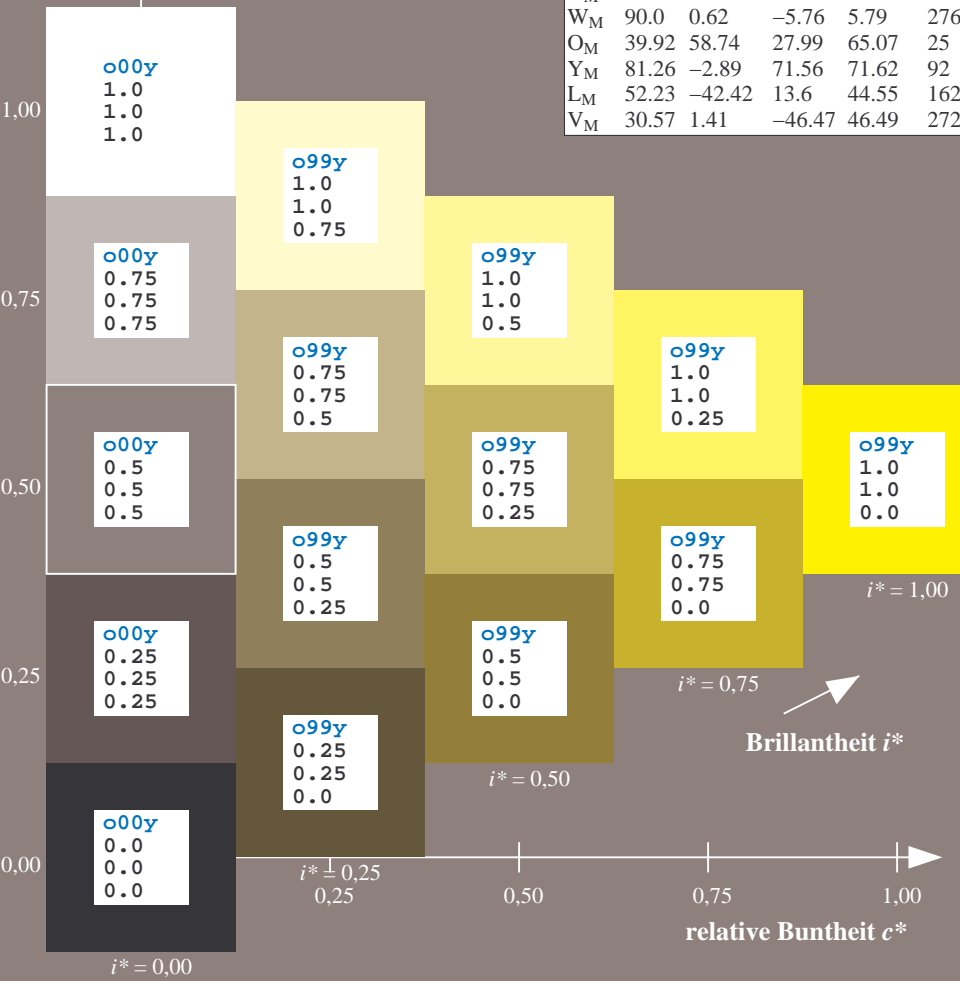 W_M 90.0 0.62 –5.76 5.79 276
O_M 39.92 58.74 27.99 65.07 25
Y_M 81.26 –2.89 71.56 71.62 92
L_M 52.23 –42.42 13.6 44.55 162
V_M 30.57 1.41 –46.47 46.49 272
1,00
o00y
1.0
1.0
1.0
o99y
1.0
1.0
0.75
0,75
o00y
0.75
0.75
0.75
o99y
1.0
1.0
0.5
o99y
0.75
0.75
0.5
o99y
1.0
1.0
0.25
0,50
o00y
0.5
0.5
0.5
o99y
0.75
0.75
0.25
o99y
1.0
1.0
0.0
i* = 1,00
o99y
0.5
0.5
0.25
o99y
0.75
0.75
0.0
i* = 0,75
0,25
o00y
0.25
0.25
0.25
o99y
0.5
0.5
0.0
i* = 0,50
Brillantheit i*
o99y
0.25
0.25
0.0
i* = 0,25
0,00
o00y
0.0
0.0
0.0
i* = 0,00
0,25 0,50 0,75 1,00
relative Buntheit c*